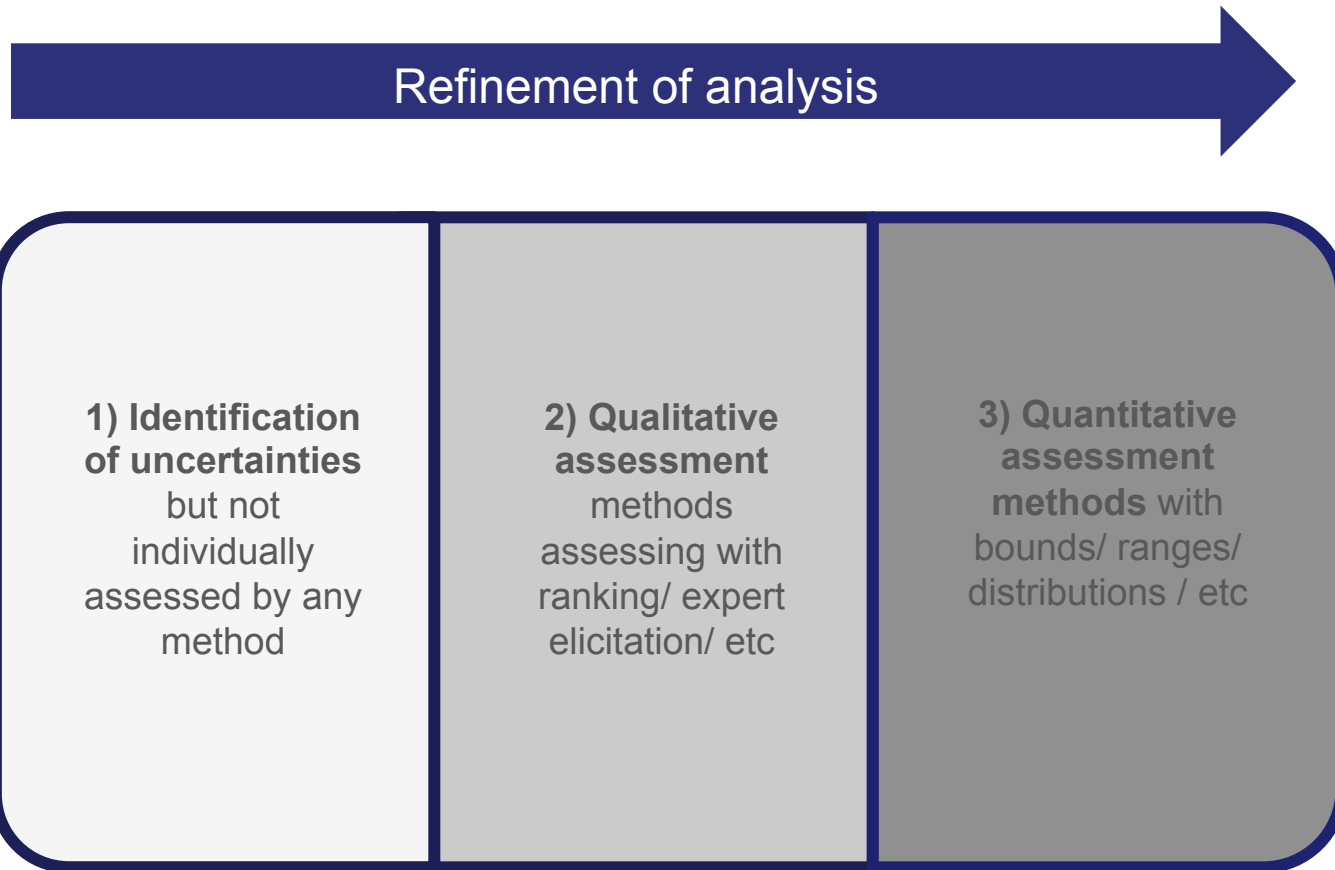 Refinement of analysis
1) Identification
of uncertainties
but not
individually
assessed by any
method
2) Qualitative
assessment
methods
assessing with
ranking/ expert
elicitation/ etc
3) Quantitative
assessment
methods with
bounds/ ranges/
distributions / etc